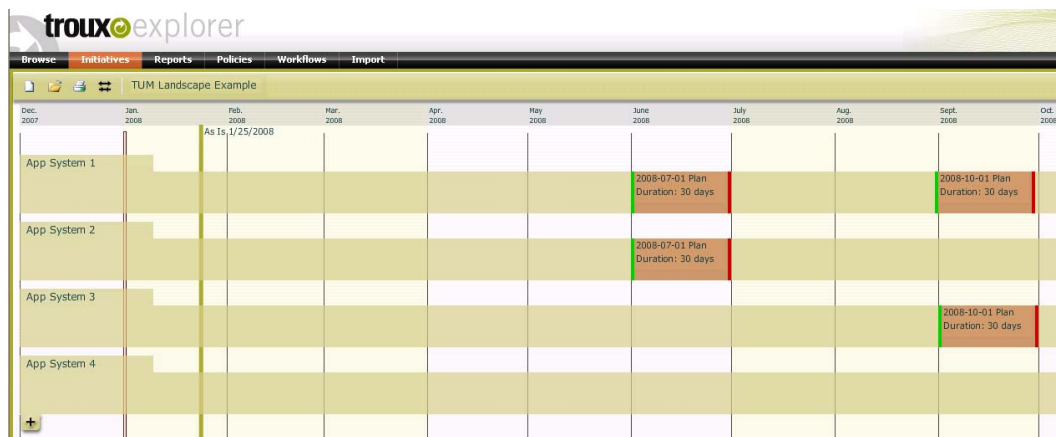 troux explorer
Browse Initiatives Reports Policies Workflows Import
TUM Landscape Example
Dec. Jan. Feb. Mar. Apr. May June July Aug. Sept. Oct.
2007 2008 2008 2008 2008 2008 2008 2008 2008 2008 2008
As Is 1/25/2008
App System 1
2008-07-01 Plan 2008-10-01 Plan
Duration: 30 days Duration: 30 days
App System 2
2008-07-01 Plan
Duration: 30 days
App System 3
2008-10-01 Plan
Duration: 30 days
App System 4